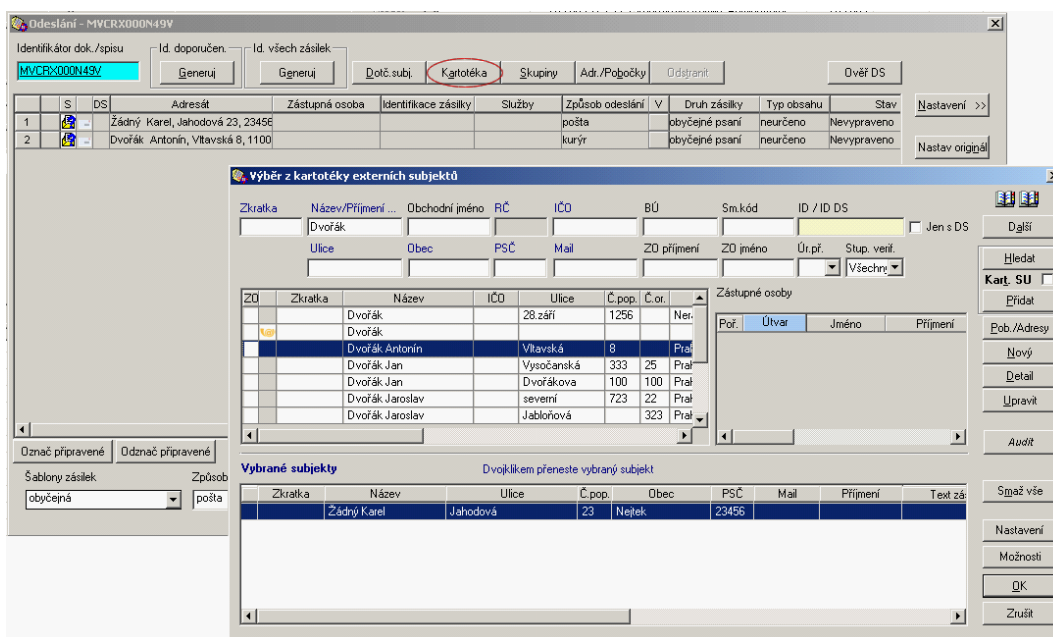 Odeslání - MVCRX000N49V
Identifikátor dok./spisu Id. doporučen. Id. všech zásilek
MVCRX000N49V Generuj Generuj Dotč.subj. Kartotéka Skupiny Adr./Pobočky Odstranit Ověř DS
S DS Adresát Zástupná osoba Identifikace zásilky Služby Způsob odeslání V Druh zásilky Typ obsahu Stav Nastavení >>
1 Žádný Karel, Jahodová 23, 23456 pošta obyčejné psaní neurčeno Nevypraveno
2 Dvořák Antonín, Vltavská 8, 1100 kurýr obyčejné psaní neurčeno Nevypraveno
Nastav originál
Označ připravené Odznač připravené
Šablony zásilek Způsob
obyčejná pošta
Výběr z kartotéky externích subjektů
Zkratka Název/Příjmení ... Obchodní jméno RČ IČO BÚ Sm.kód ID / ID DS
Dvořák Jen s DS Další
Ulice Obec PSČ Mail ZO příjmení ZO jméno Úr.př. Stup. verif.
Všechny Hledat
Kart. SU
Přidat
ZO Zkratka Název IČO Ulice Č.pop. Č.or. Zástupné osoby
Dvořák 28.září 1256 Ner
Poř. Útvar Jméno Příjmení
Dvořák
Dvořák Antonín Vltavská 8 Pral
Dvořák Jan Vysočanská 333 25 Prah
Dvořák Jan Dvořákova 100 100 Prah
Dvořák Jaroslav severní 723 22 Prah
Dvořák Jaroslav Jabloňová 323 Prah
Pob./Adresy
Nový
Detail
Upravit
Audit
Vybrané subjekty Dvojklikem přeneste vybraný subjekt
Zkratka Název Ulice Č.pop. Obec PSČ Mail Příjmení Text zá
Žádný Karel Jahodová 23 Nejtek 23456
Smaž vše
Nastavení
Možnosti
OK
Zrušit